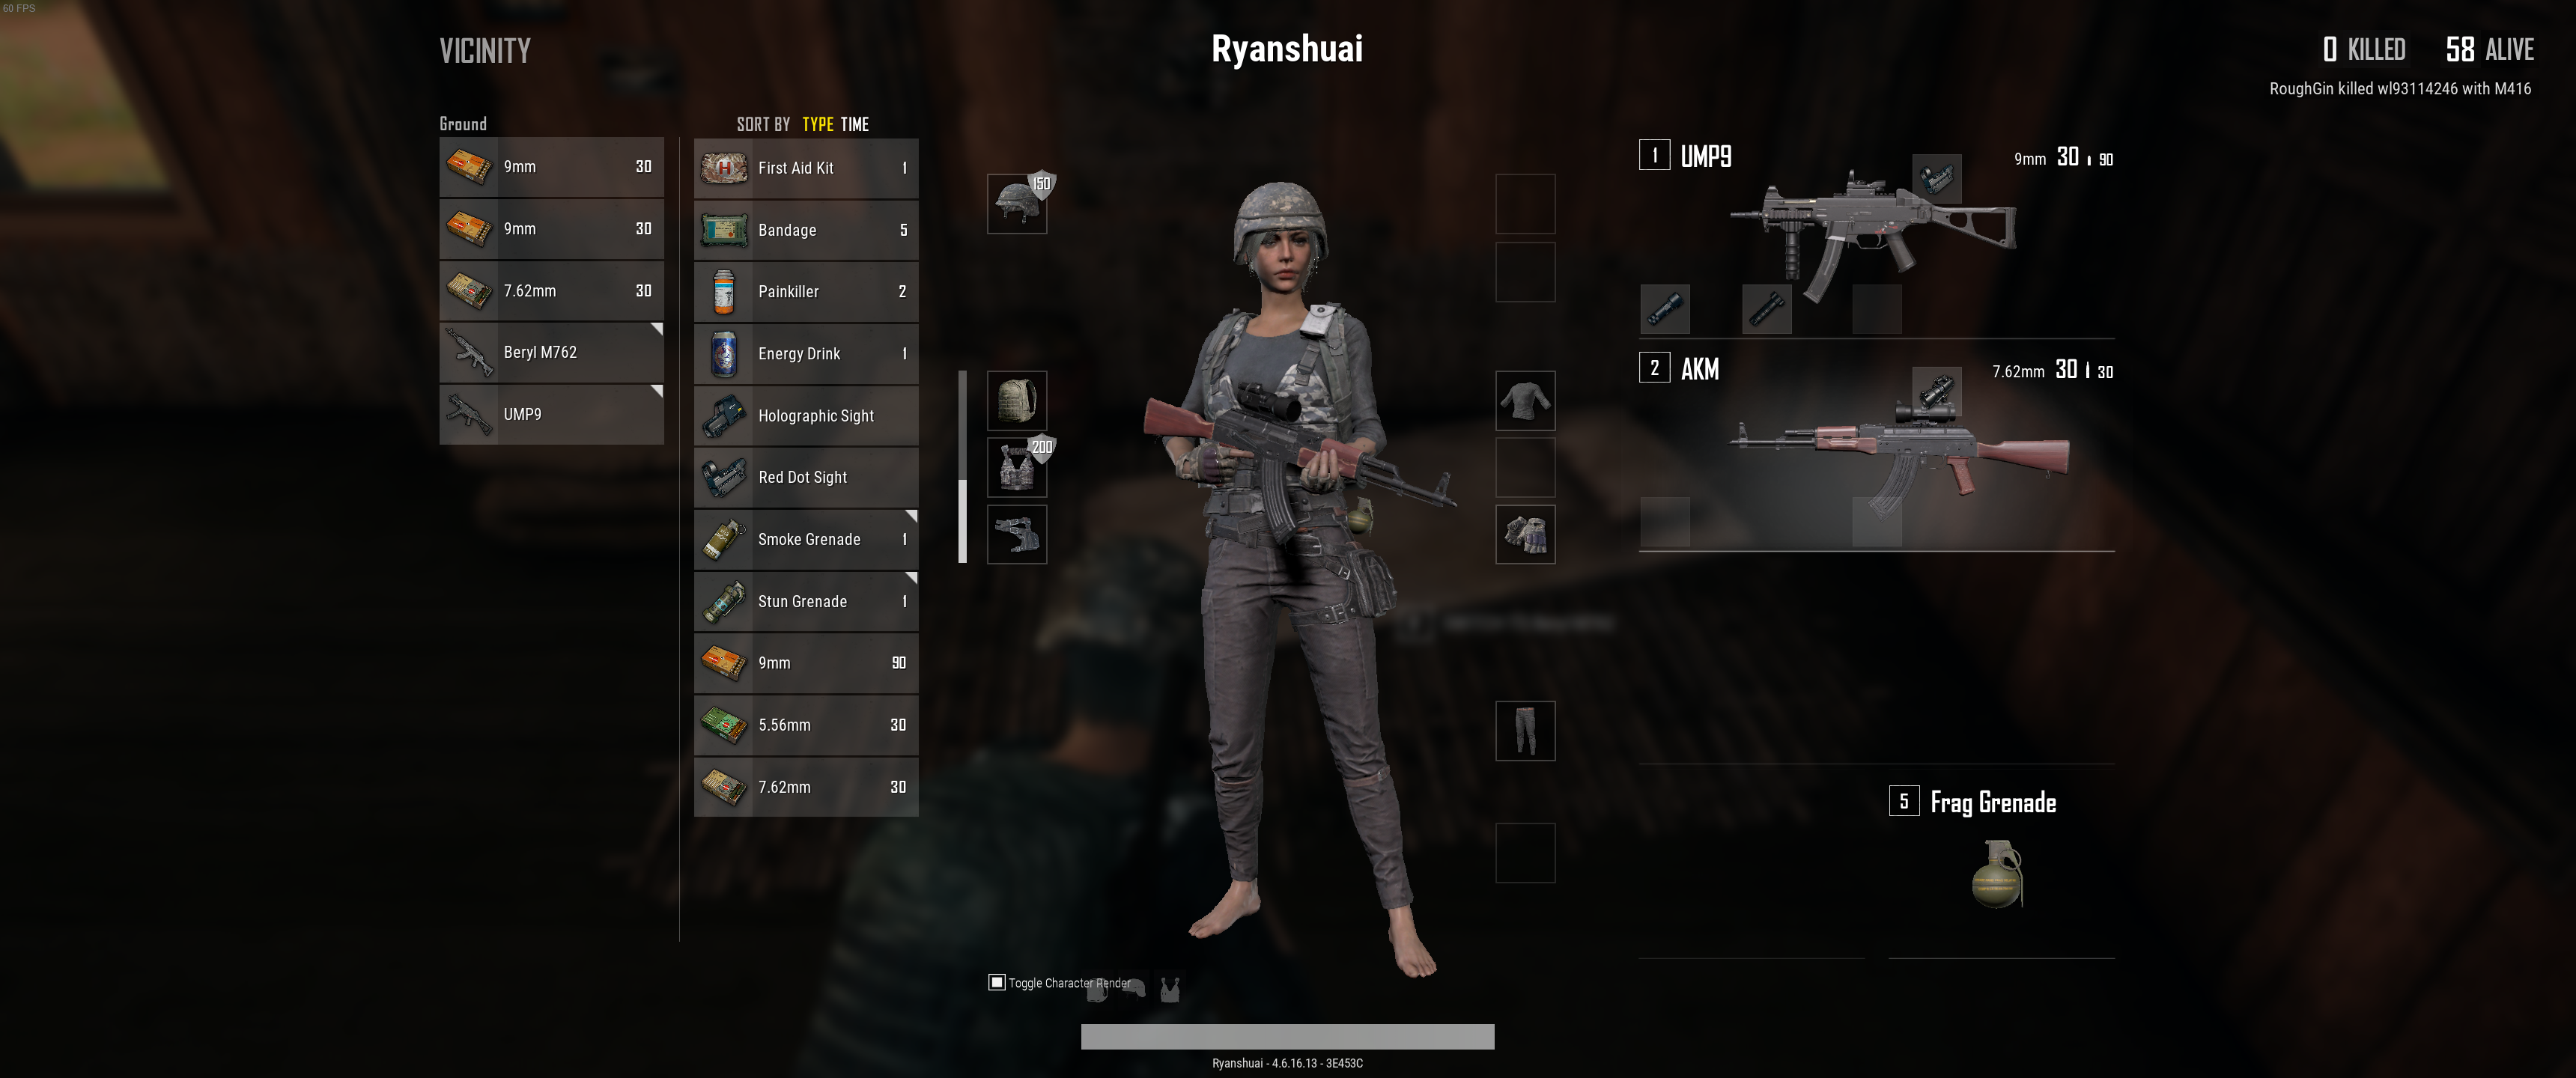 60 FPS
VICINITY
Ryanshuai
0 KILLED 58 ALIVE
RoughGin killed wl93114246 with M416
Ground
9mm 30
9mm 30
7.62mm 30
Beryl M762
UMP9
SORT BY TYPE TIME
First Aid Kit 1
Bandage 5
Painkiller 2
Energy Drink 1
Holographic Sight
Red Dot Sight
Smoke Grenade 1
Stun Grenade 1
9mm 90
5.56mm 30
7.62mm 30
150
200
1 UMP9 9mm 30 90
2 AKM 7.62mm 30 30
5 Frag Grenade
Toggle Character Render
Ryanshuai - 4.6.16.13 - 3E453C